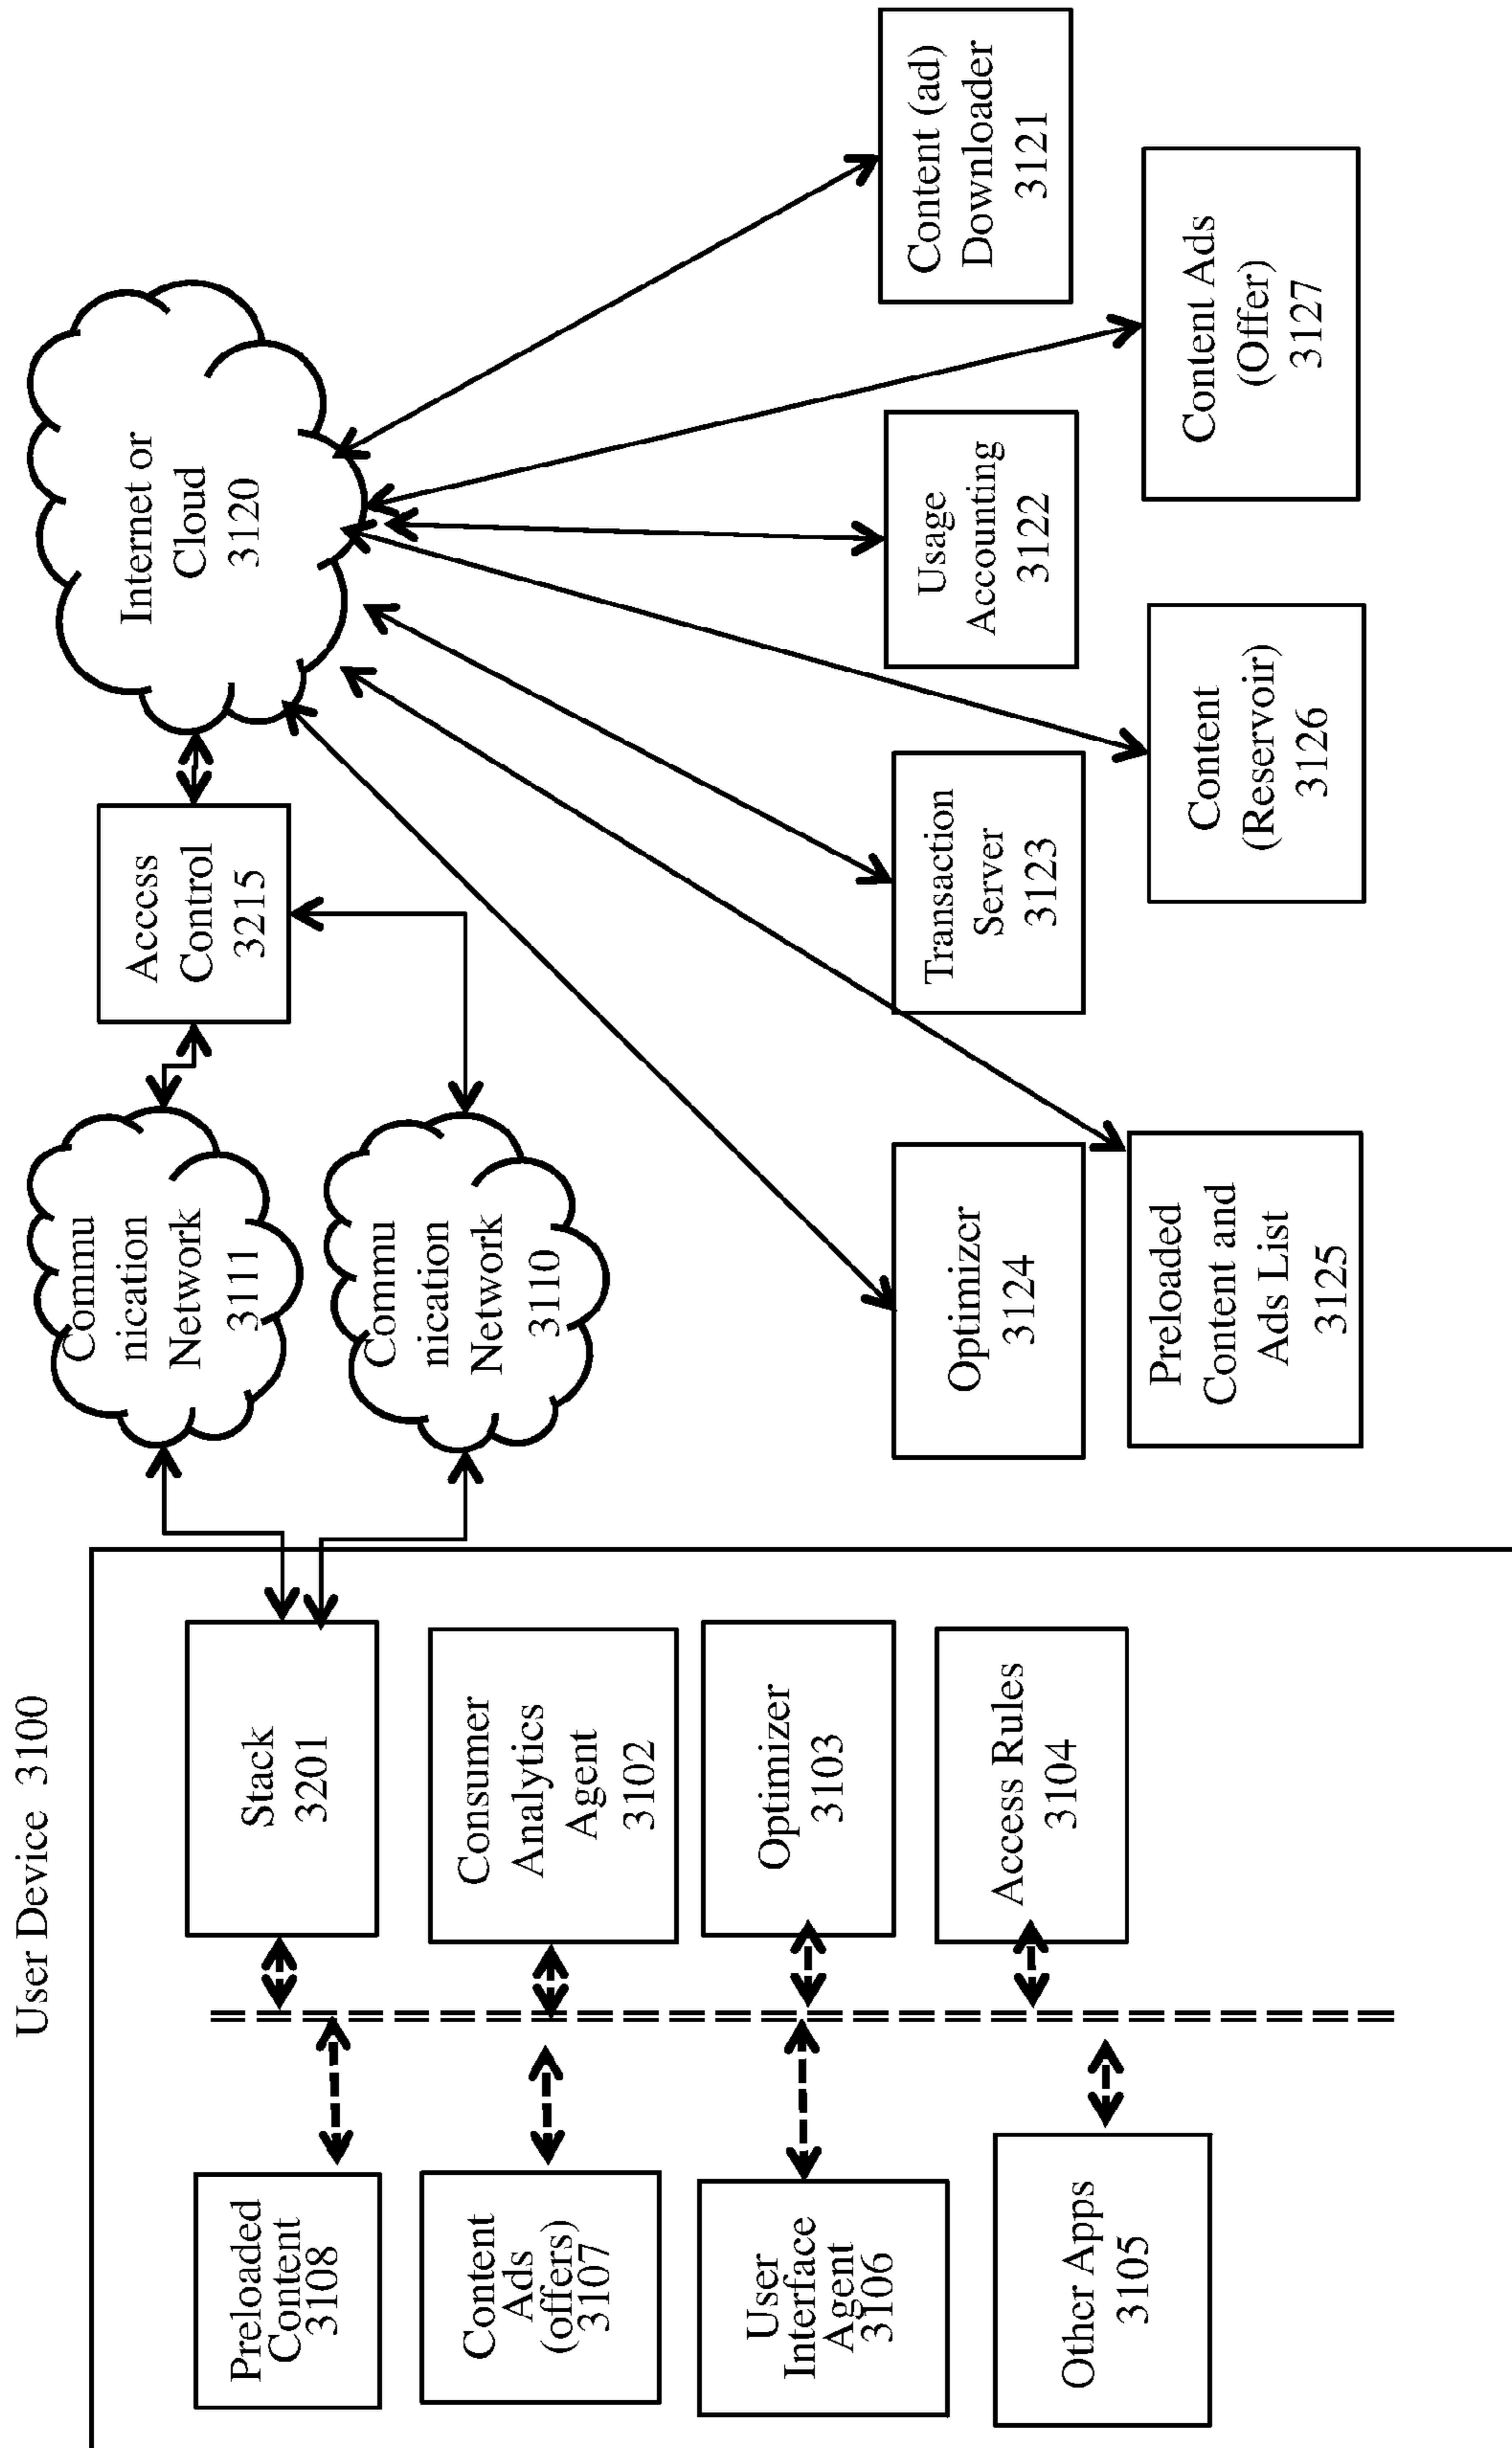 User Device 3100
Preloaded
Content
3108
Content
Ads
(offers)
3107
User
Interface
Agent
3106
Other Apps
3105
Stack
3201
Consumer
Analytics
Agent
3102
Optimizer
3103
Access Rules
3104
Commu
nication
Network
3111
Commu
nication
Network
3110
Access
Control
3215
Internet or
Cloud
3120
Optimizer
3124
Preloaded
Content and
Ads List
3125
Transaction
Server
3123
Content
(Reservoir)
3126
Usage
Accounting
3122
Content Ads
(Offer)
3127
Content (ad)
Downloader
3121